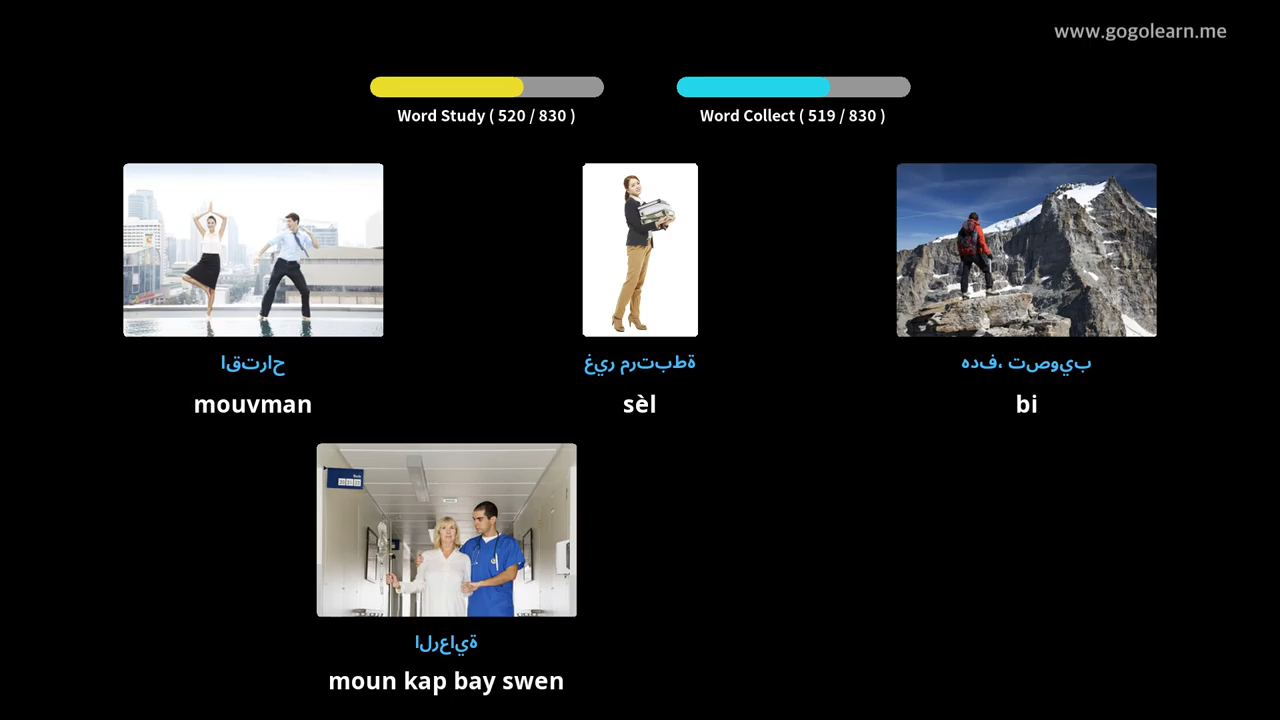 www.gogolearn.me
Word Study ( 520 / 830 )
Word Collect ( 519 / 830 )
اقتراح
غير مرتبطة
هدف، تصويب
mouvman
sèl
bi
الرعاية
moun kap bay swen